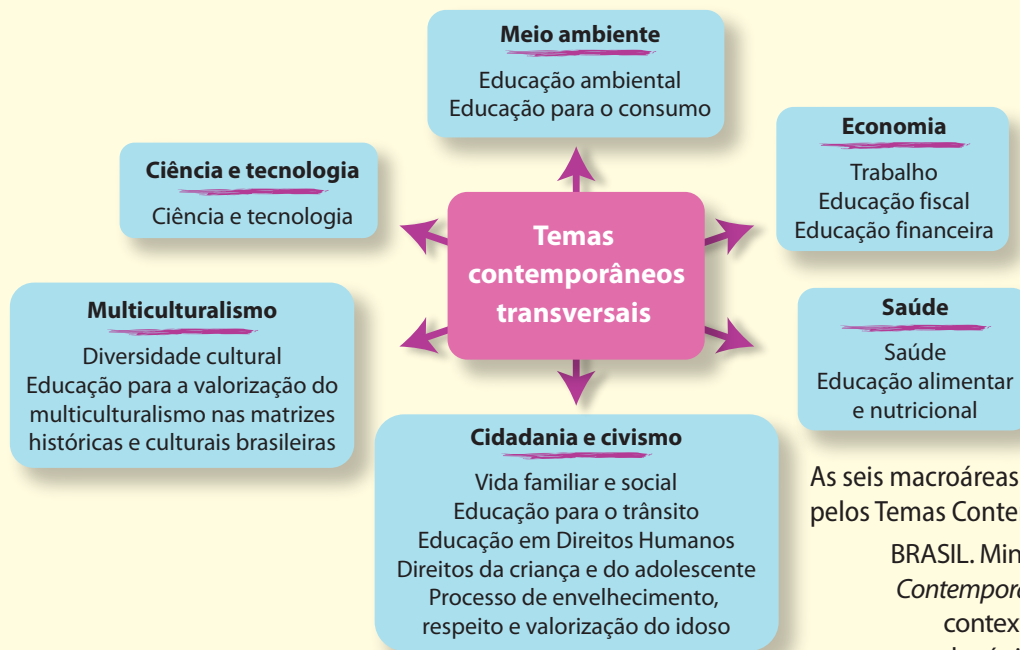 Meio ambiente
Educação ambiental
Educação para o consumo
Economia
Trabalho
Educação fiscal
Educação financeira
Ciência e tecnologia
Ciência e tecnologia
Temas
contemporâneos
transversais
Multiculturalismo
Diversidade cultural
Educação para a valorização do
multiculturalismo nas matrizes
históricas e culturais brasileiras
Saúde
Saúde
Educação alimentar
e nutricional
Cidadania e civismo
Vida familiar e social
Educação para o trânsito
Educação em Direitos Humanos
Direitos da criança e do adolescente
Processo de envelhecimento,
respeito e valorização do idoso
As seis macroáreas
pelos Temas Conte
BRASIL. Min
Contemporâ
contex